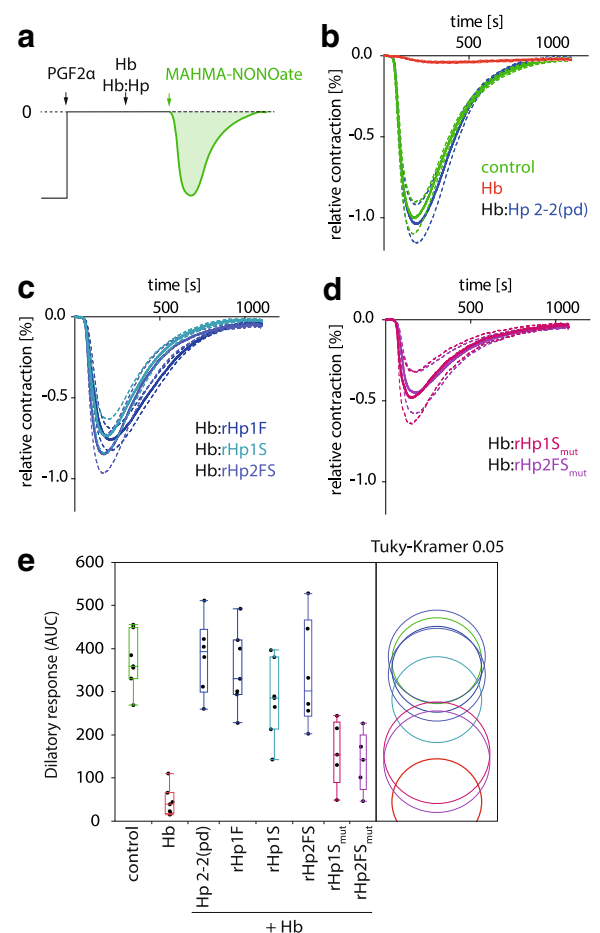 a
PGF2α
Hb
Hb:Hp
MAHMA-NONOate
0
b
time [s]
500
1000
0.0
-0.5
-1.0
relative contraction [%]
control
Hb
Hb:Hp 2-2(pd)
c
time [s]
500
1000
0.0
-0.5
-1.0
relative contraction [%]
Hb:rHp1F
Hb:rHp1S
Hb:rHp2FS
d
time [s]
500
1000
0.0
-0.5
-1.0
relative contraction [%]
Hb:rHp1Smut
Hb:rHp2FSmut
e
Tuky-Kramer 0.05
600
500
400
300
200
100
0
Dilatory response (AUC)
control
Hb
Hp 2-2(pd)
rHp1F
rHp1S
rHp2FS
rHp1Smut
rHp2FSmut
+ Hb